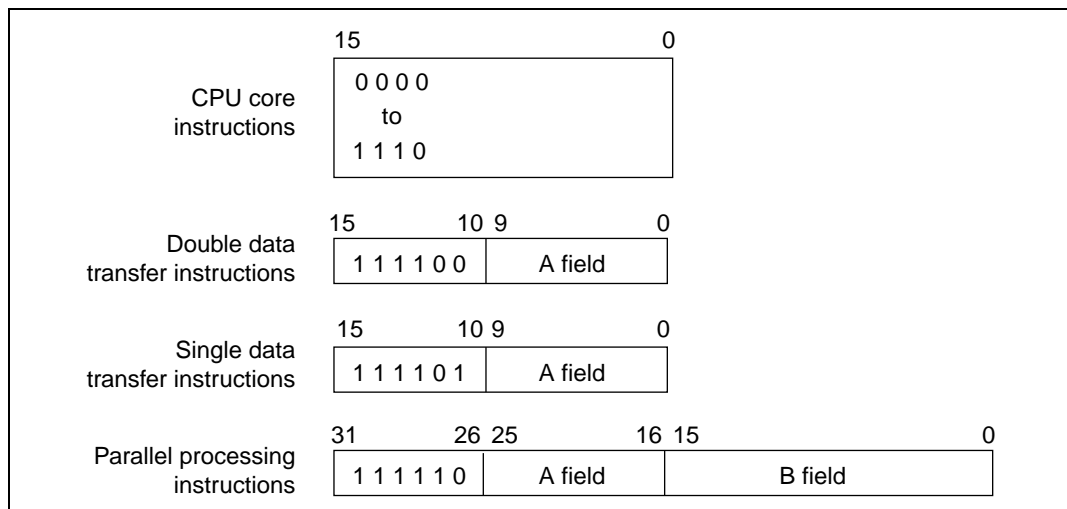 15 0
CPU core
instructions
0 0 0 0
to
1 1 1 0
15 10 9 0
Double data
transfer instructions
1 1 1 1 0 0 A field
15 10 9 0
Single data
transfer instructions
1 1 1 1 0 1 A field
31 26 25 16 15 0
Parallel processing
instructions
1 1 1 1 1 0 A field B field